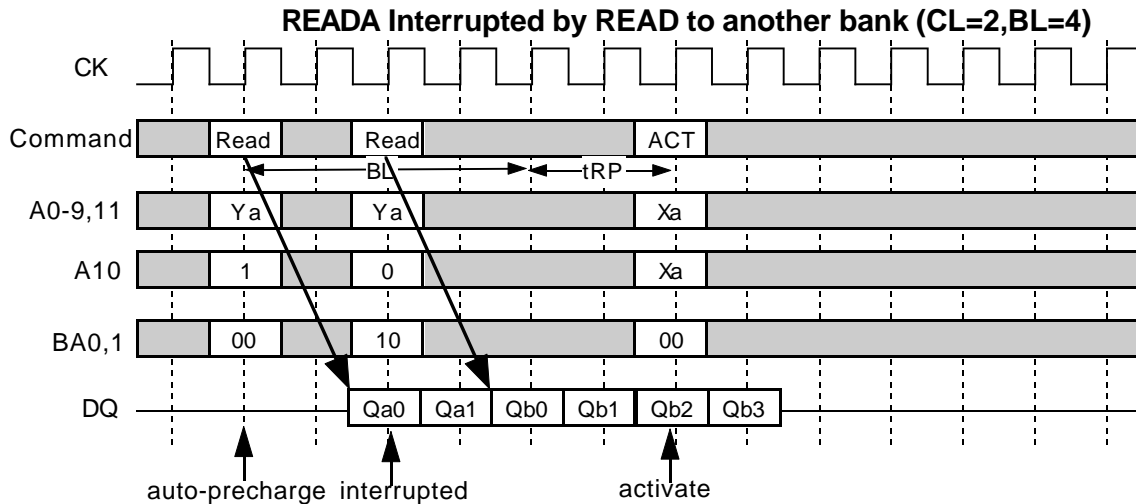 READA Interrupted by READ to another bank (CL=2,BL=4)
CK
Command Read Read ACT
BL tRP
A0-9,11 Ya Ya Xa
A10 1 0 Xa
BA0,1 00 10 00
DQ Qa0 Qa1 Qb0 Qb1 Qb2 Qb3
auto-precharge interrupted activate